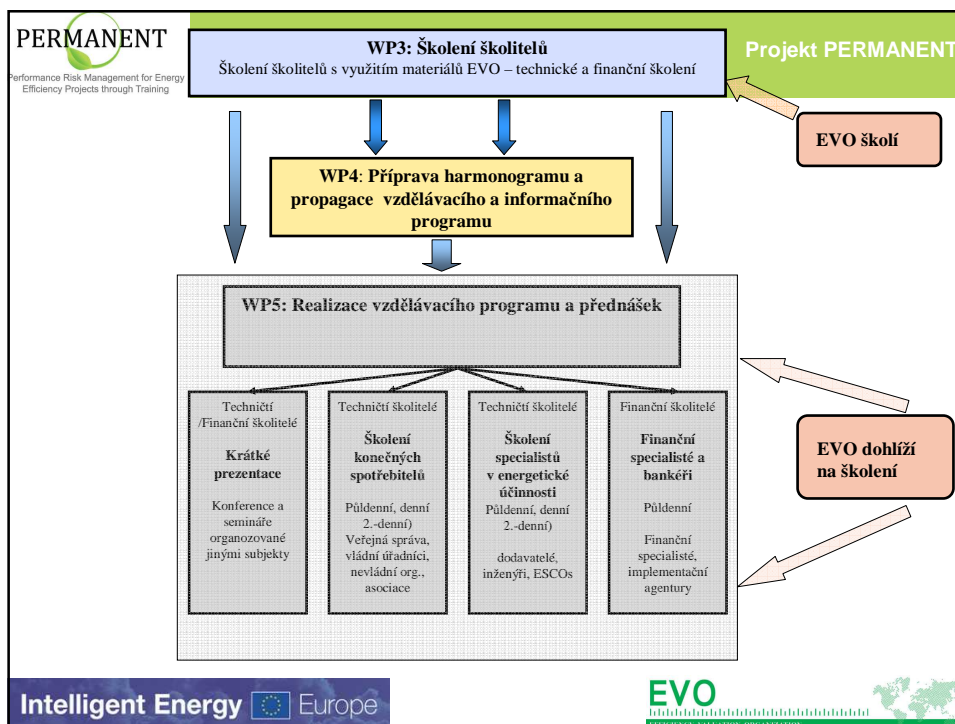 PERMANENT
Performance Risk Management for Energy
Efficiency Projects through Training
WP3: Školení školitelů
Školení školitelů s využitím materiálů EVO – technické a finanční školení
Projekt PERMANENT
EVO školí
WP4: Příprava harmonogramu a
propagace vzdělávacího a informačního
programu
WP5: Realizace vzdělávacího programu a přednášek
Techničtí
/Finanční školitelé
Krátké
prezentace
Konference a
semináře
organozované
jinými subjekty
Techničtí školitelé
Školení
konečných
spotřebitelů
Půldenní, denní
2.-denní)
Veřejná správa,
vládní úřadníci,
nevládní org.,
asociace
Techničtí školitelé
Školení
specialistů
v energetické
účinnosti
Půldenní, denní
2.-denní)
dodavatelé,
inženýři, ESCOs
Finanční školitelé
Finanční
specialisté a
bankéři
Půldenní
Finanční
specialisté,
implementační
agentury
EVO dohlíží
na školení
Intelligent Energy Europe
EVO
EFFICIENCY VALUATION ORGANIZATION